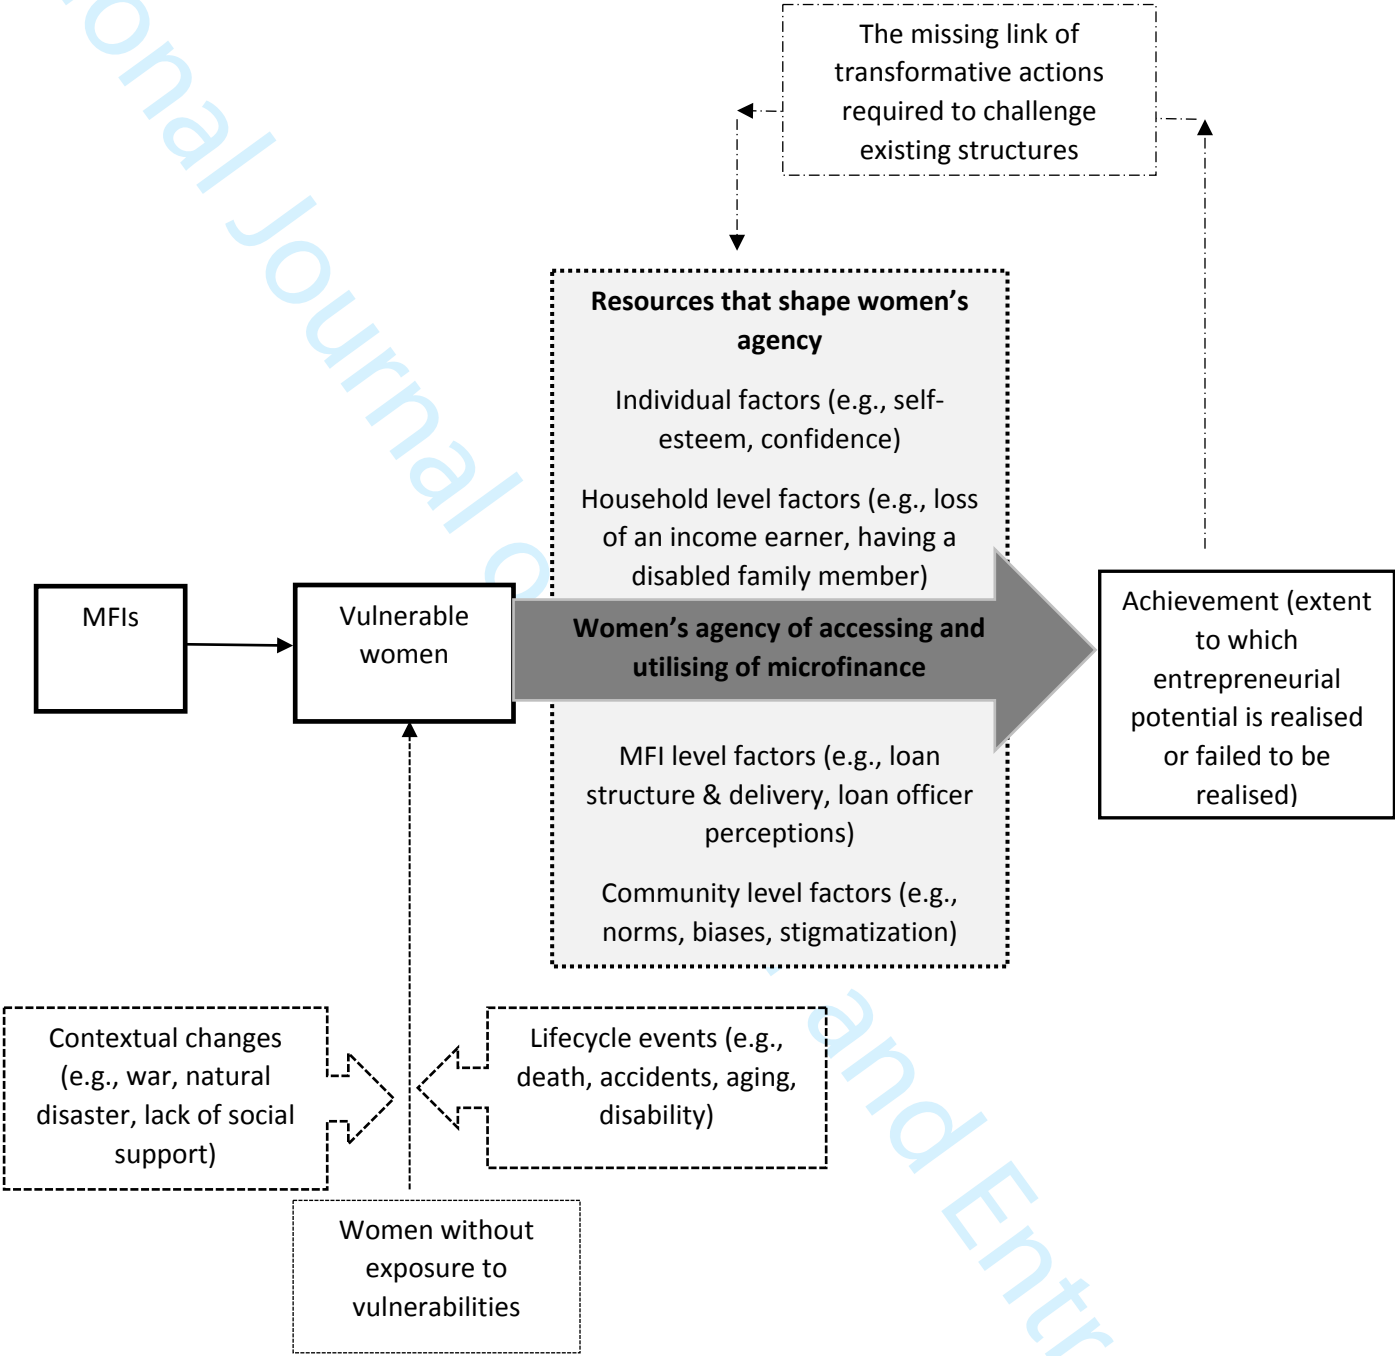 The missing link of
transformative actions
required to challenge
existing structures
Resources that shape women’s
agency
Individual factors (e.g., self-
esteem, confidence)
Household level factors (e.g., loss
of an income earner, having a
disabled family member)
MFIs
Vulnerable
women
Women’s agency of accessing and
utilising of microfinance
Achievement (extent
to which
entrepreneurial
potential is realised
or failed to be
realised)
MFI level factors (e.g., loan
structure & delivery, loan officer
perceptions)
Community level factors (e.g.,
norms, biases, stigmatization)
Contextual changes
(e.g., war, natural
disaster, lack of social
support)
Lifecycle events (e.g.,
death, accidents, aging,
disability)
Women without
exposure to
vulnerabilities
onal Journal o
and Entr